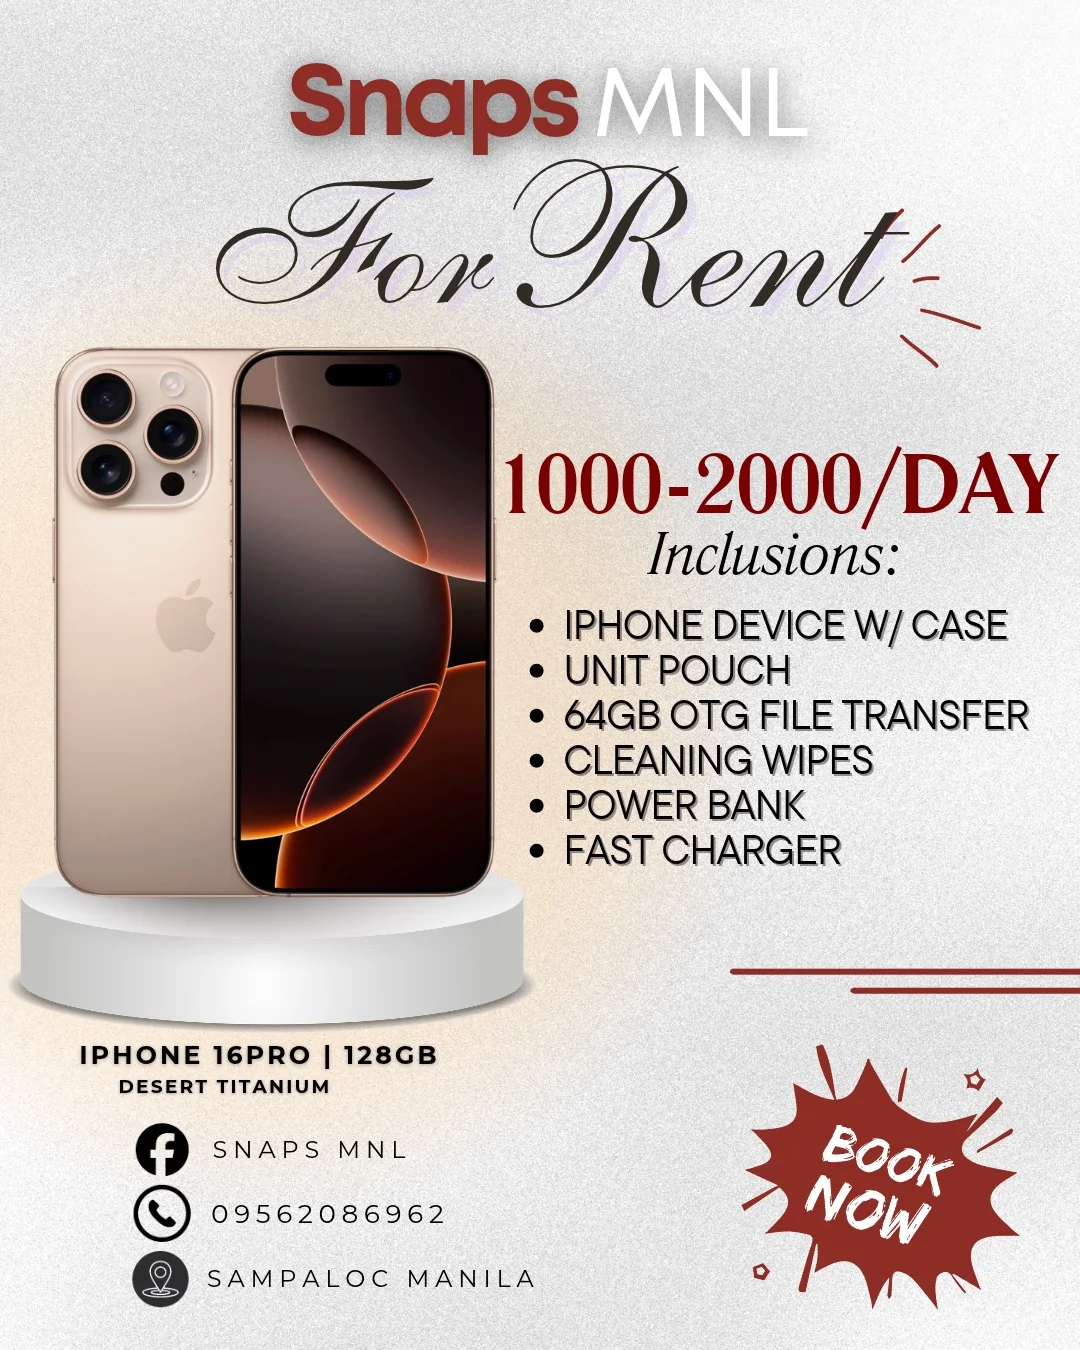 Snaps MNL
For Rent
1000-2000/DAY
Inclusions:
• IPHONE DEVICE W/ CASE
• UNIT POUCH
• 64GB OTG FILE TRANSFER
• CLEANING WIPES
• POWER BANK
• FAST CHARGER
IPHONE 16PRO | 128GB
DESERT TITANIUM
SNAPS MNL
09562086962
SAMPALOC MANILA
BOOK
NOW